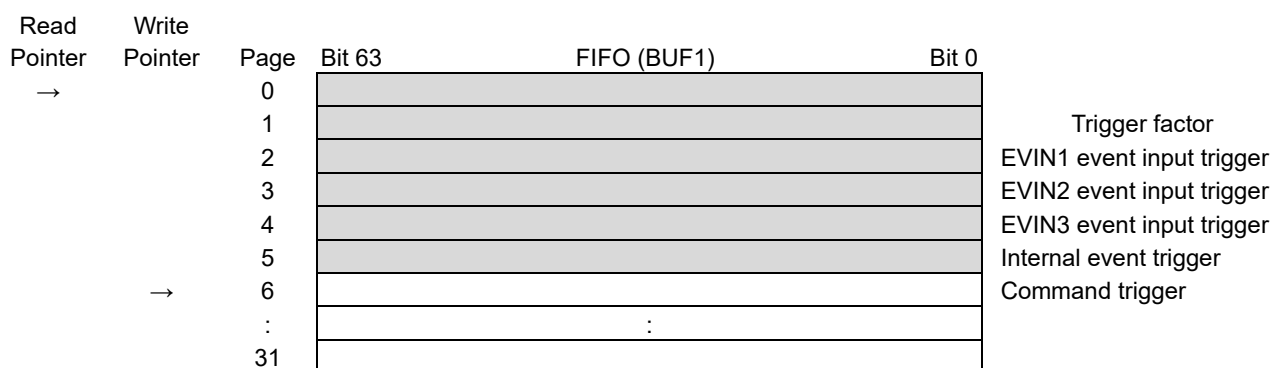 Read Write
Pointer Pointer Page Bit 63 FIFO (BUF1) Bit 0
→ 0
1 Trigger factor
2 EVIN1 event input trigger
3 EVIN2 event input trigger
4 EVIN3 event input trigger
5 Internal event trigger
→ 6 Command trigger
: :
31